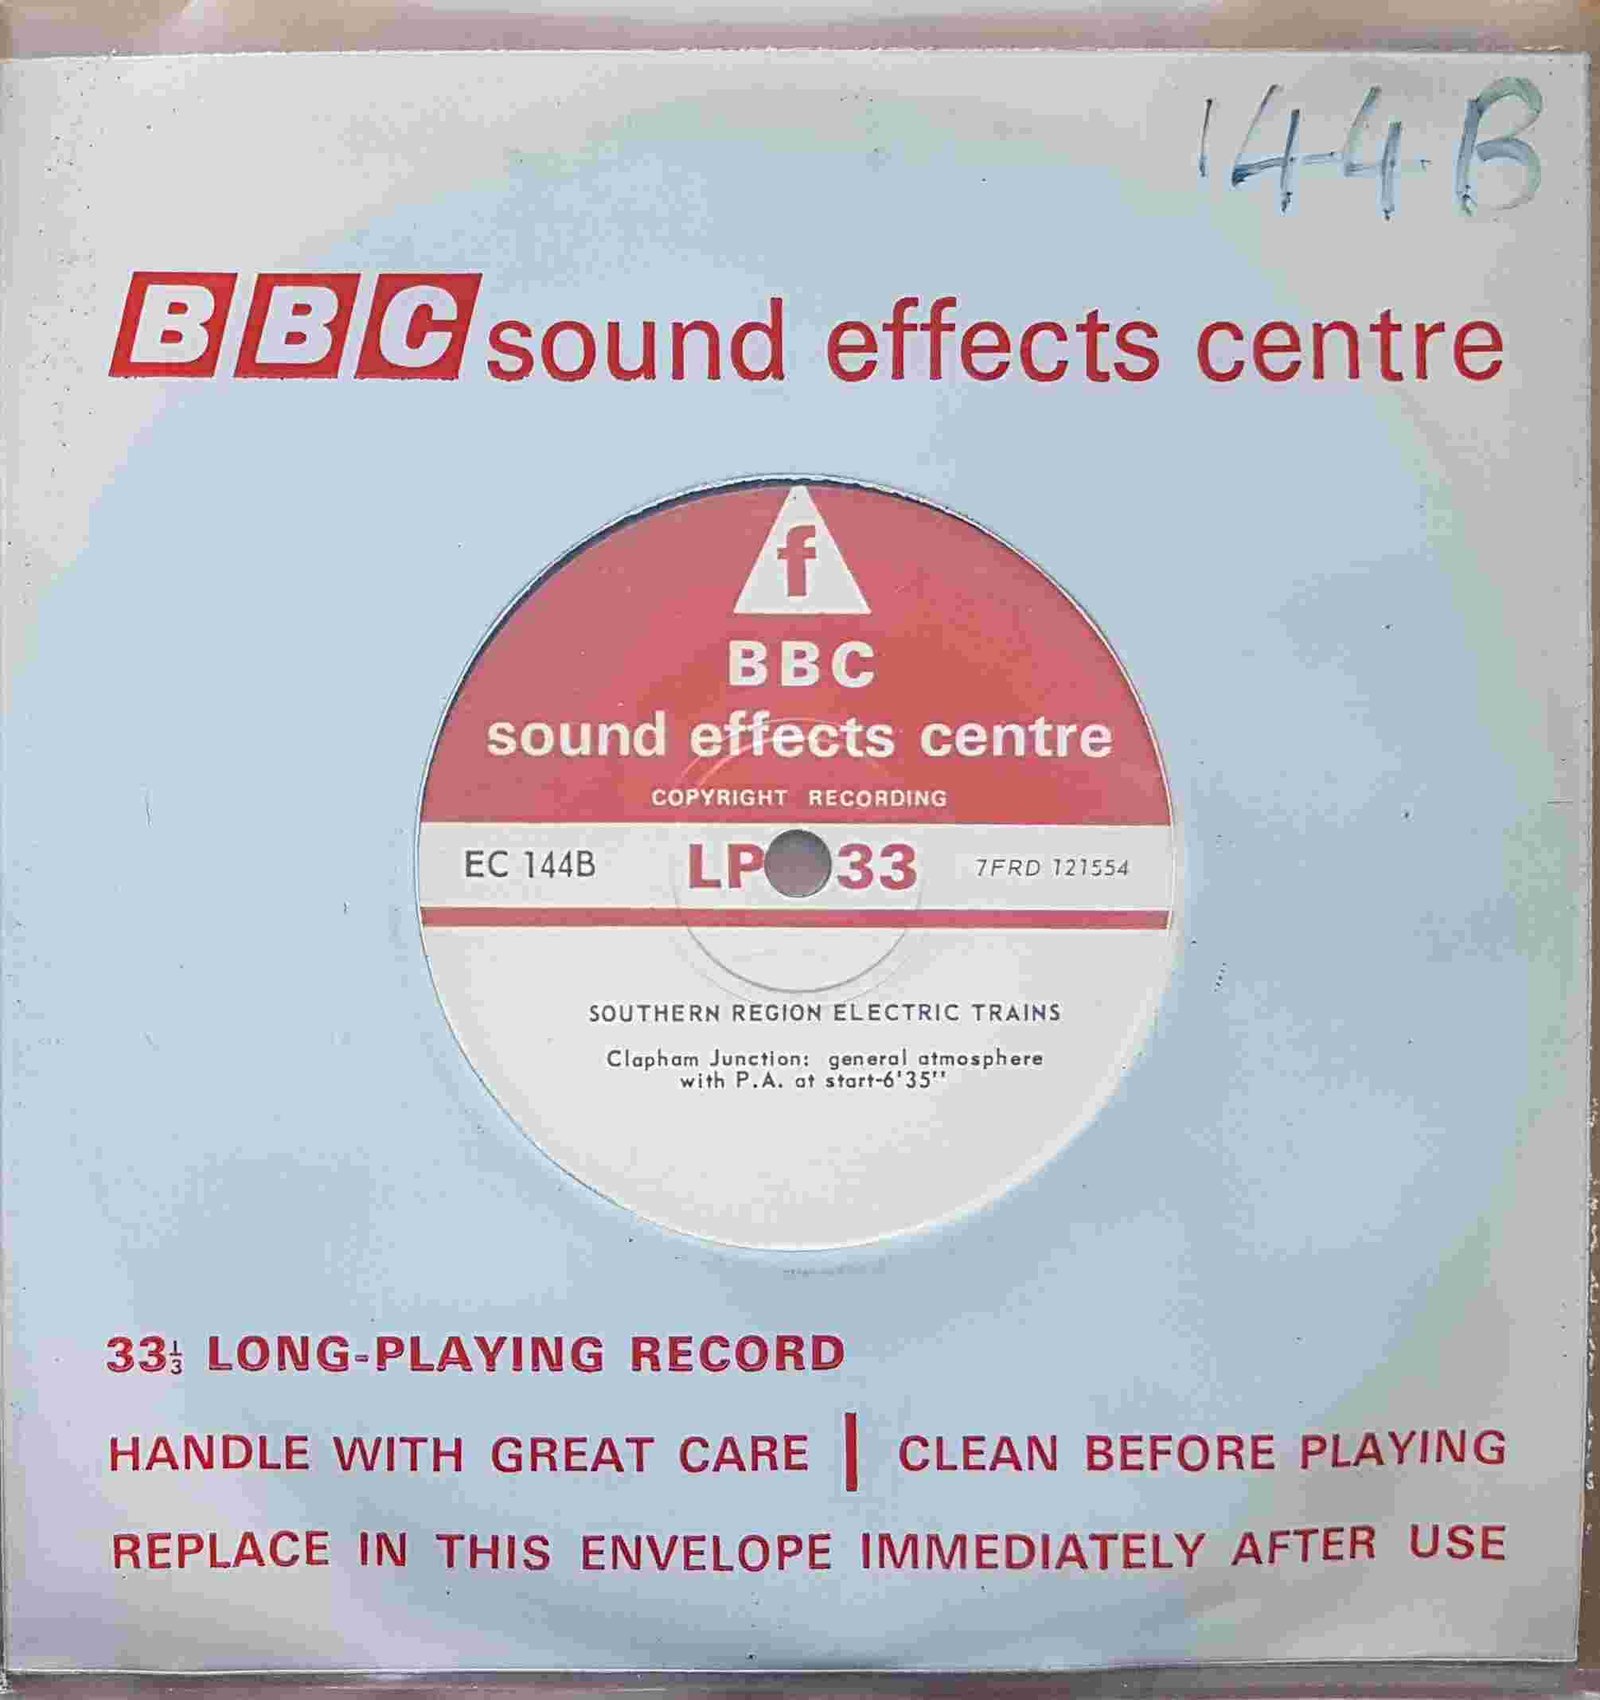 144B
BBC sound effects centre
f
BBC
sound effects centre
COPYRIGHT RECORDING
EC 144B LP 33 7FRD 121554
SOUTHERN REGION ELECTRIC TRAINS
Clapham Junction: general atmosphere
with P.A. at start-6'35''
33⅓ LONG-PLAYING RECORD
HANDLE WITH GREAT CARE | CLEAN BEFORE PLAYING
REPLACE IN THIS ENVELOPE IMMEDIATELY AFTER USE